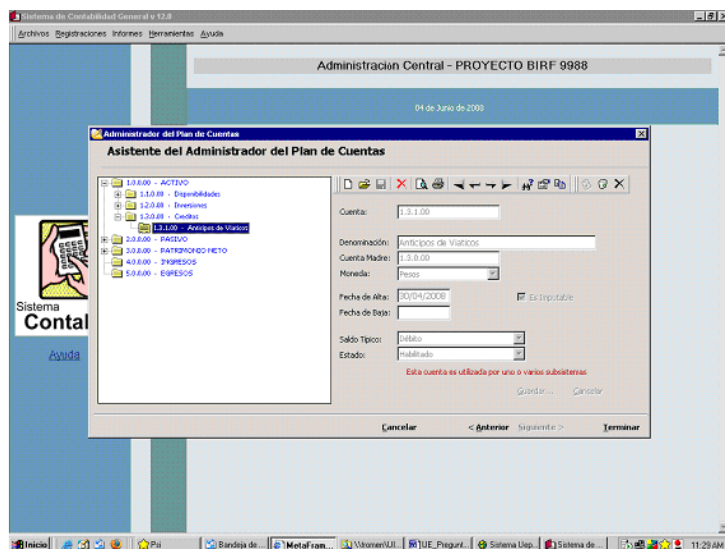 Sistema de Contabilidad General v 12.0
Archivos Registraciones Informes Herramientas Ayuda
Administración Central - PROYECTO BIRF 9988
04 de Junio de 2008
Administrador del Plan de Cuentas
Asistente del Administrador del Plan de Cuentas
1.0.0.00 - ACTIVO
1.1.0.00 - Disponibilidades
1.2.0.00 - Inversiones
1.3.0.00 - Creditos
1.3.1.00 - Anticipos de Viaticos
2.0.0.00 - PASIVO
3.0.0.00 - PATRIMONIO NETO
4.0.0.00 - INGRESOS
5.0.0.00 - EGRESOS
Cuenta: 1.3.1.00
Denominación: Anticipos de Viaticos
Cuenta Madre: 1.3.0.00
Moneda: Pesos
Fecha de Alta: 30/04/2008 Es Imputable
Fecha de Baja:
Saldo Típico: Débito
Estado: Habilitado
Esta cuenta es utilizada por uno o varios subsistemas
Guardar... Cancelar
Cancelar < Anterior Siguiente > Terminar
Sistema
Contab
Ayuda
Inicio Psi Bandeja de ... MetaFram... JUE_Pregunt... Sistema Uep... Sistema de ... 11:29 AM